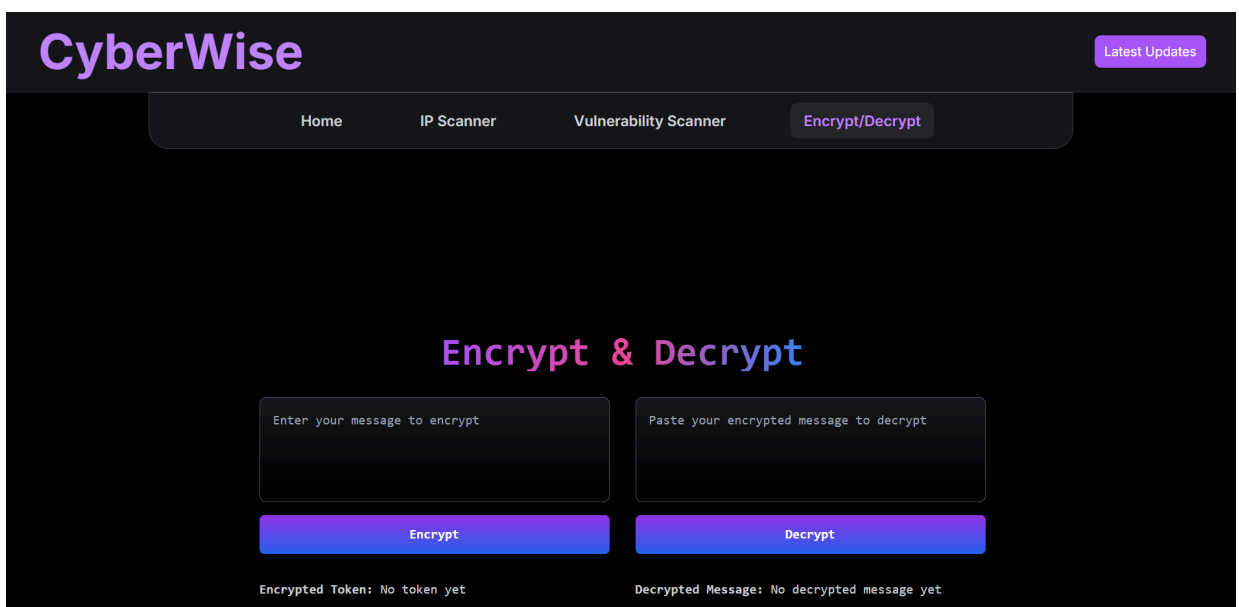 CyberWise
Latest Updates
Home IP Scanner Vulnerability Scanner Encrypt/Decrypt
Encrypt & Decrypt
Enter your message to encrypt
Paste your encrypted message to decrypt
Encrypt
Decrypt
Encrypted Token: No token yet
Decrypted Message: No decrypted message yet